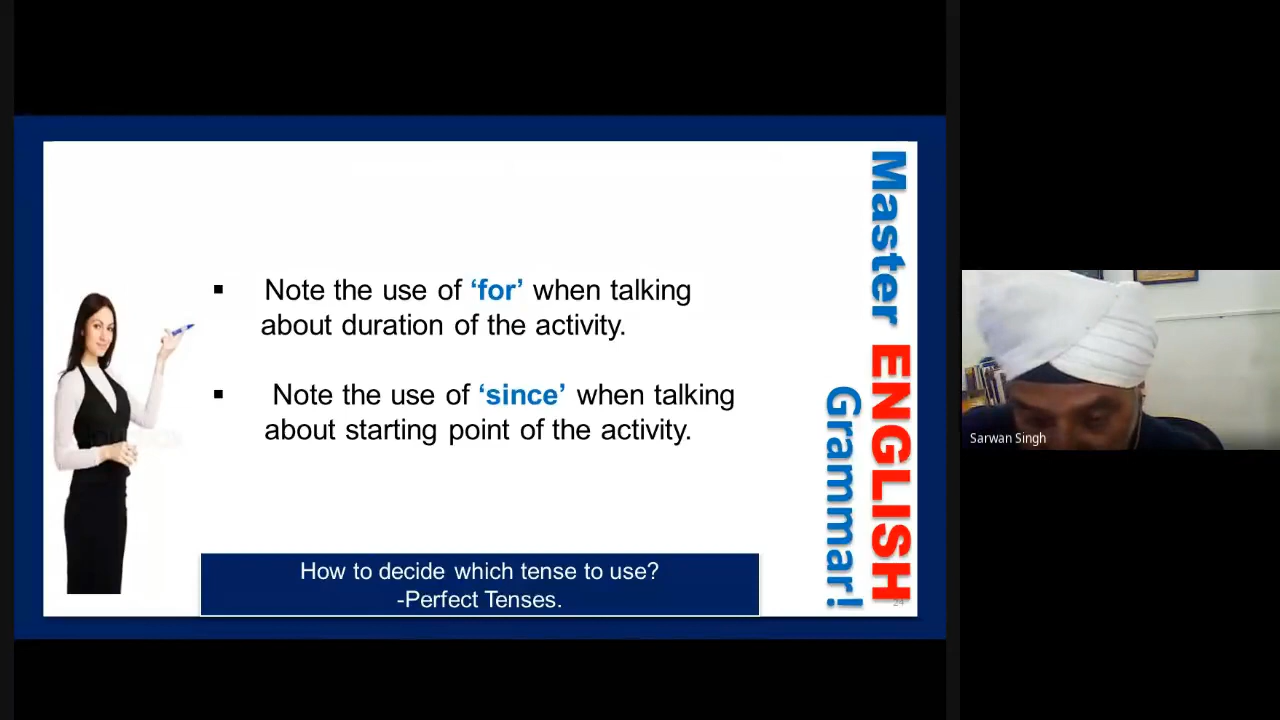 ▪ Note the use of ‘for’ when talking
about duration of the activity.
▪ Note the use of ‘since’ when talking
about starting point of the activity.
How to decide which tense to use?
-Perfect Tenses.
Master ENGLISH
Grammar!
24
Sarwan Singh